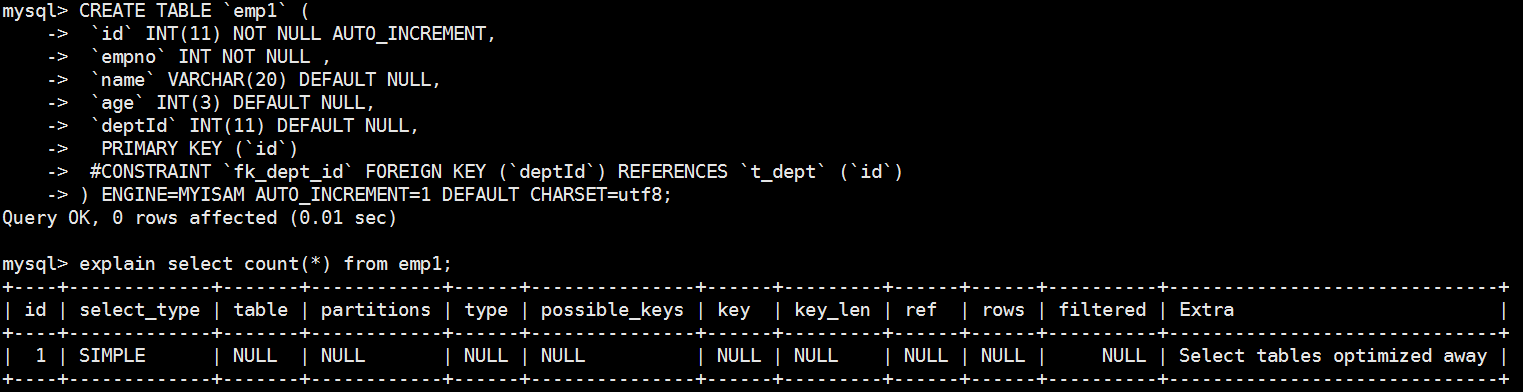 mysql> CREATE TABLE `emp1` (
    ->  `id` INT(11) NOT NULL AUTO_INCREMENT,
    ->  `empno` INT NOT NULL ,
    ->  `name` VARCHAR(20) DEFAULT NULL,
    ->  `age` INT(3) DEFAULT NULL,
    ->  `deptId` INT(11) DEFAULT NULL,
    ->   PRIMARY KEY (`id`)
    ->  #CONSTRAINT `fk_dept_id` FOREIGN KEY (`deptId`) REFERENCES `t_dept` (`id`)
    -> ) ENGINE=MYISAM AUTO_INCREMENT=1 DEFAULT CHARSET=utf8;
Query OK, 0 rows affected (0.01 sec)

mysql> explain select count(*) from emp1;
+----+-------------+-------+------------+------+---------------+------+---------+------+------+----------+------------------------------+
| id | select_type | table | partitions | type | possible_keys | key  | key_len | ref  | rows | filtered | Extra                        |
+----+-------------+-------+------------+------+---------------+------+---------+------+------+----------+------------------------------+
|  1 | SIMPLE      | NULL  | NULL       | NULL | NULL          | NULL | NULL    | NULL | NULL |     NULL | Select tables optimized away |
+----+-------------+-------+------------+------+---------------+------+---------+------+------+----------+------------------------------+